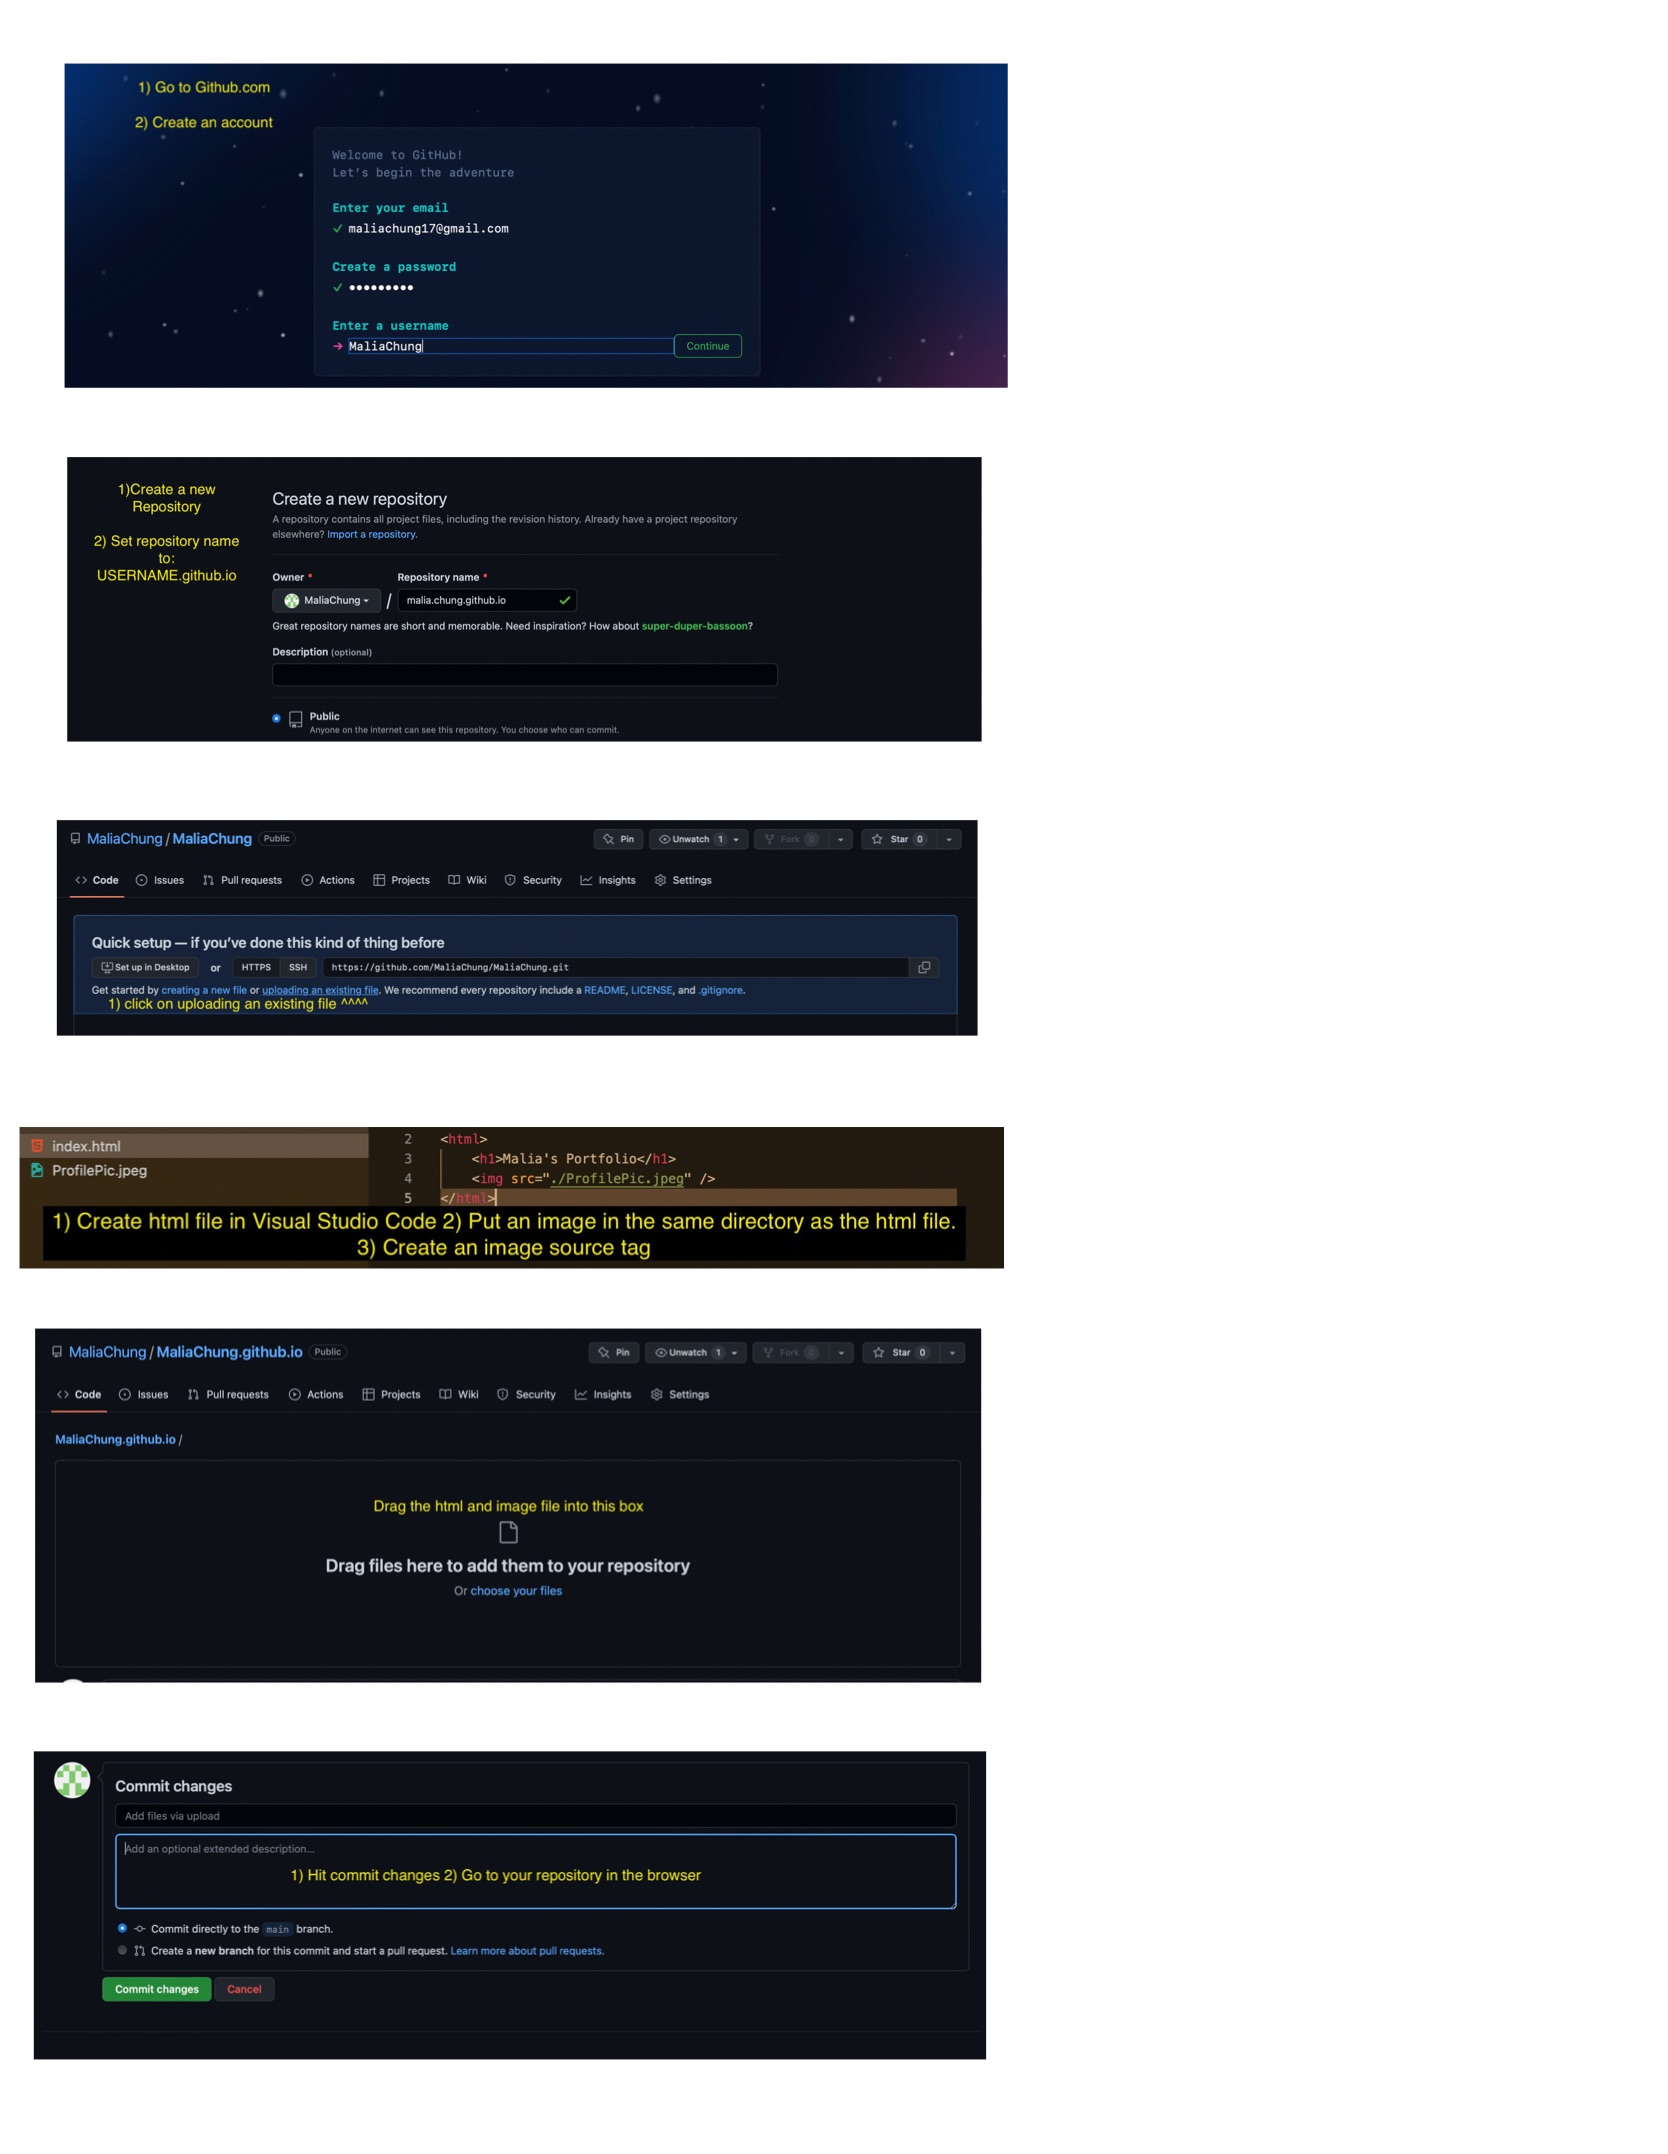 1) Go to Github.com
2) Create an account
Welcome to GitHub!
Let's begin the adventure
Enter your email
✓ maliachung17@gmail.com
Create a password
✓ •••••••••
Enter a username
→ MaliaChung
Continue
1)Create a new
Repository
2) Set repository name
to:
USERNAME.github.io
Create a new repository
A repository contains all project files, including the revision history. Already have a project repository
elsewhere? Import a repository.
Owner * Repository name *
MaliaChung / malia.chung.github.io
Great repository names are short and memorable. Need inspiration? How about super-duper-bassoon?
Description (optional)
Public
Anyone on the internet can see this repository. You choose who can commit.
MaliaChung / MaliaChung Public
Pin Unwatch 1 Fork 0 Star 0
Code Issues Pull requests Actions Projects Wiki Security Insights Settings
Quick setup — if you've done this kind of thing before
Set up in Desktop or HTTPS SSH https://github.com/MaliaChung/MaliaChung.git
Get started by creating a new file or uploading an existing file. We recommend every repository include a README, LICENSE, and .gitignore.
1) click on uploading an existing file ^^^^
index.html
ProfilePic.jpeg
2 <html>
3 <h1>Malia's Portfolio</h1>
4 <img src="./ProfilePic.jpeg" />
5 </html>
1) Create html file in Visual Studio Code 2) Put an image in the same directory as the html file.
3) Create an image source tag
MaliaChung / MaliaChung.github.io Public
Pin Unwatch 1 Fork 0 Star 0
Code Issues Pull requests Actions Projects Wiki Security Insights Settings
MaliaChung.github.io /
Drag the html and image file into this box
Drag files here to add them to your repository
Or choose your files
Commit changes
Add files via upload
Add an optional extended description...
1) Hit commit changes 2) Go to your repository in the browser
Commit directly to the main branch.
Create a new branch for this commit and start a pull request. Learn more about pull requests.
Commit changes Cancel